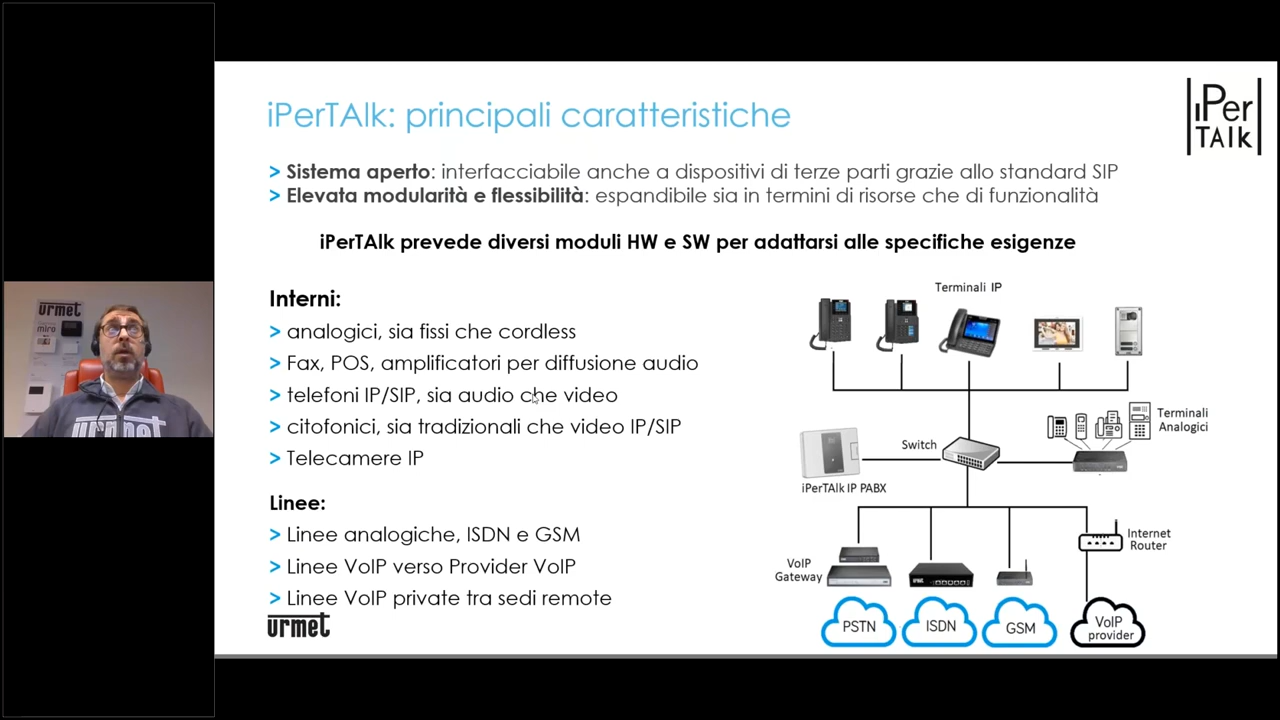 iPerTAlk: principali caratteristiche
iPer
TAlk
> Sistema aperto: interfacciabile anche a dispositivi di terze parti grazie allo standard SIP
> Elevata modularità e flessibilità: espandibile sia in termini di risorse che di funzionalità
iPerTAlk prevede diversi moduli HW e SW per adattarsi alle specifiche esigenze
Interni:
> analogici, sia fissi che cordless
> Fax, POS, amplificatori per diffusione audio
> telefoni IP/SIP, sia audio che video
> citofonici, sia tradizionali che video IP/SIP
> Telecamere IP
Linee:
> Linee analogiche, ISDN e GSM
> Linee VoIP verso Provider VoIP
> Linee VoIP private tra sedi remote
urmet
Terminali IP
Terminali
Analogici
Switch
iPerTAlk IP PABX
Internet
Router
VoIP
Gateway
urmet
PSTN
ISDN
GSM
VoIP
provider
urmet
miro
urmet